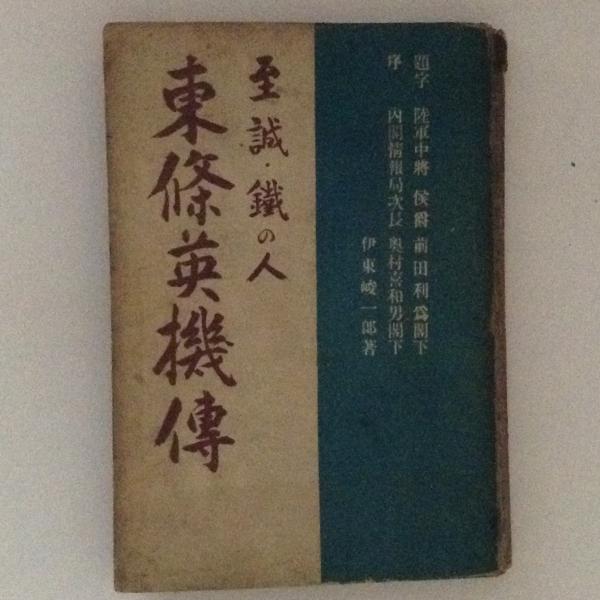 題字 陸軍中將 侯爵 前田利爲閣下
序 內閣情報局次長 奥村喜和男閣下
伊東峻一郎著
至誠・鐵の人
東條英機傳